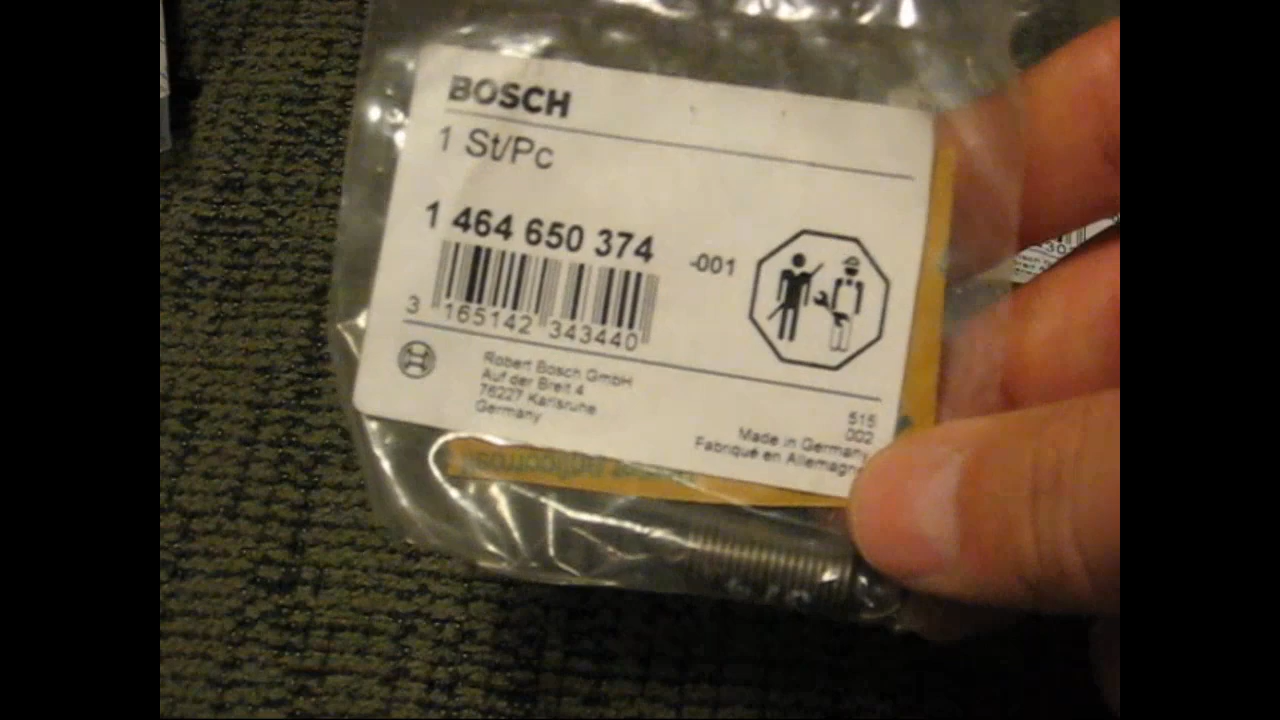 BOSCH
1 St/Pc
1 464 650 374
-001
3 165142 343440
Robert Bosch GmbH
Auf der Breit 4
76227 Karlsruhe
Germany
515
002
Made in Germany
Fabriqué en Allemagne